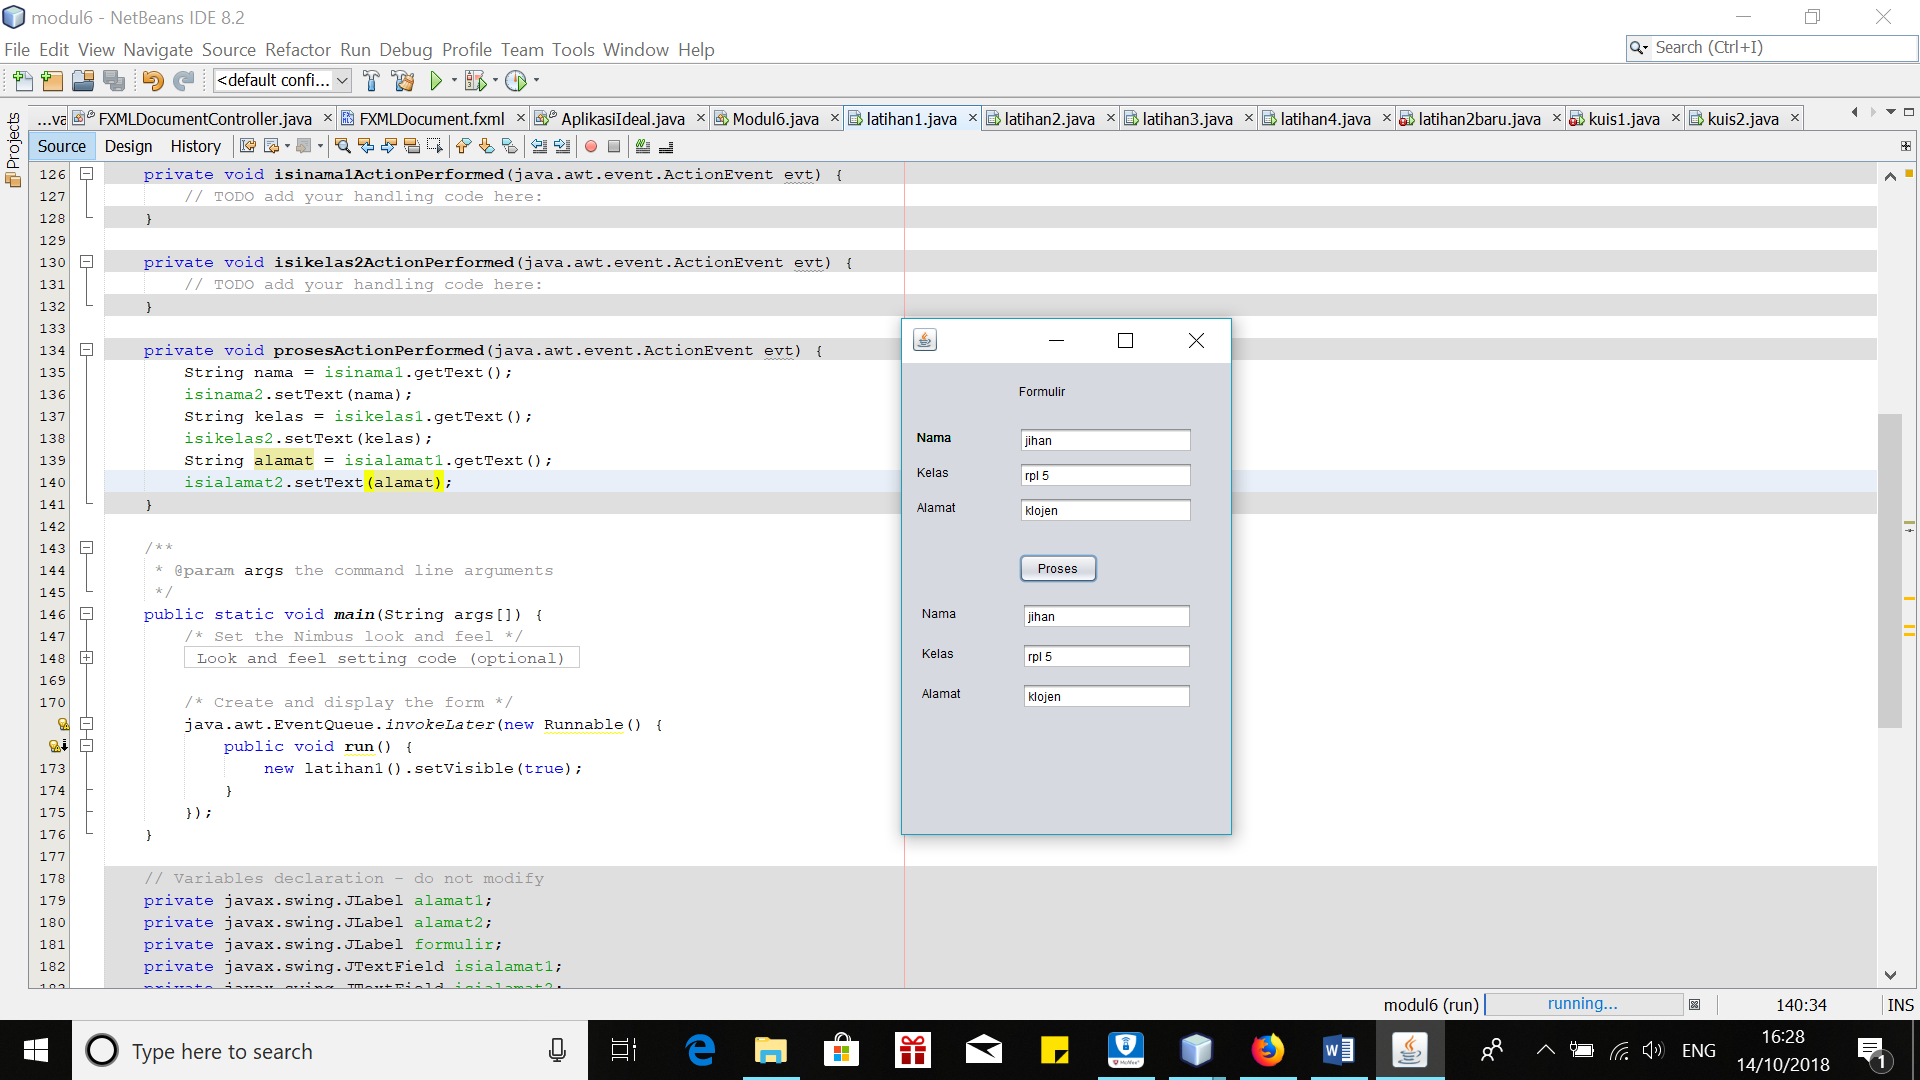 modul6 - NetBeans IDE 8.2
File Edit View Navigate Source Refactor Run Debug Profile Team Tools Window Help
Search (Ctrl+I)
<default confi...
Projects
...va FXMLDocumentController.java FXMLDocument.fxml AplikasiIdeal.java Modul6.java latihan1.java latihan2.java latihan3.java latihan4.java latihan2baru.java kuis1.java kuis2.java
Source Design History
126 private void isinama1ActionPerformed(java.awt.event.ActionEvent evt) {
127 // TODO add your handling code here:
128 }
129
130 private void isikelas2ActionPerformed(java.awt.event.ActionEvent evt) {
131 // TODO add your handling code here:
132 }
133
134 private void prosesActionPerformed(java.awt.event.ActionEvent evt) {
135 String nama = isinama1.getText();
136 isinama2.setText(nama);
137 String kelas = isikelas1.getText();
138 isikelas2.setText(kelas);
139 String alamat = isialamat1.getText();
140 isialamat2.setText(alamat);
141 }
142
143 /**
144 * @param args the command line arguments
145 */
146 public static void main(String args[]) {
147 /* Set the Nimbus look and feel */
148 Look and feel setting code (optional)
169
170 /* Create and display the form */
java.awt.EventQueue.invokeLater(new Runnable() {
public void run() {
173 new latihan1().setVisible(true);
174 }
175 });
176 }
177
178 // Variables declaration - do not modify
179 private javax.swing.JLabel alamat1;
180 private javax.swing.JLabel alamat2;
181 private javax.swing.JLabel formulir;
182 private javax.swing.JTextField isialamat1;
183 private javax.swing.JTextField isialamat2;
Formulir
Nama jihan
Kelas rpl 5
Alamat klojen
Proses
Nama jihan
Kelas rpl 5
Alamat klojen
modul6 (run) running... 140:34 INS
Type here to search
ENG
16:28
14/10/2018
1